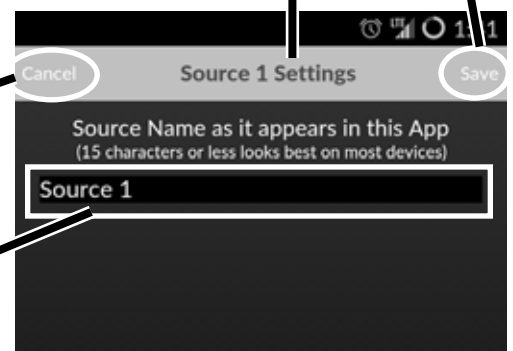 LTE
Cancel Source 1 Settings Save
Source Name as it appears in this App
(15 characters or less looks best on most devices)
Source 1